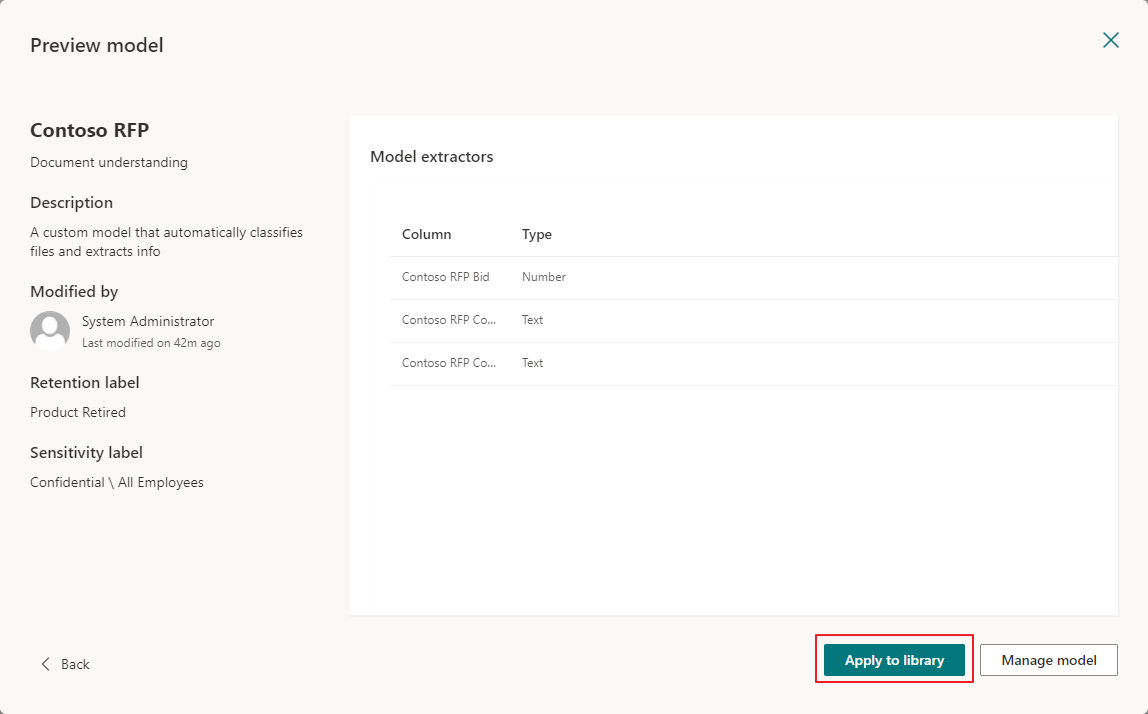 Preview model
Contoso RFP
Document understanding
Description
A custom model that automatically classifies
files and extracts info
Modified by
System Administrator
Last modified on 42m ago
Retention label
Product Retired
Sensitivity label
Confidential \ All Employees
Model extractors
Column Type
Contoso RFP Bid Number
Contoso RFP Co... Text
Contoso RFP Co... Text
Back
Apply to library
Manage model